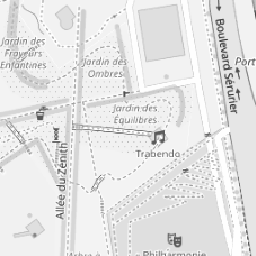 Jardin des
Frayeurs
Enfantines
Jardin des
Ombres
Boulevard Sérurier
Port
Jardin des
Équilibres
Trabendo
Allée du Zénith
Philharmonie